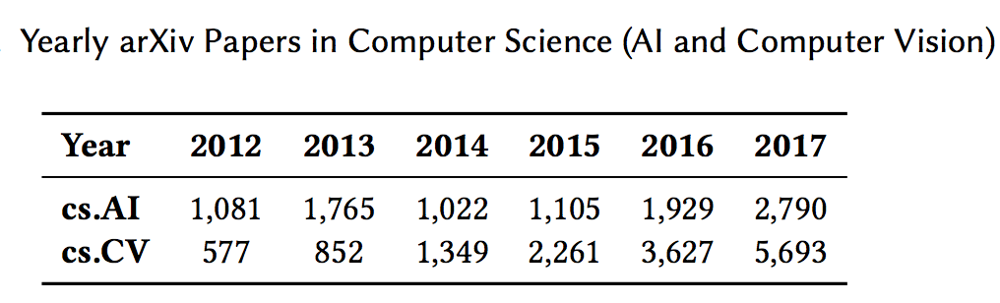 Yearly arXiv Papers in Computer Science (AI and Computer Vision)
Year 2012 2013 2014 2015 2016 2017
cs.AI 1,081 1,765 1,022 1,105 1,929 2,790
cs.CV 577 852 1,349 2,261 3,627 5,693